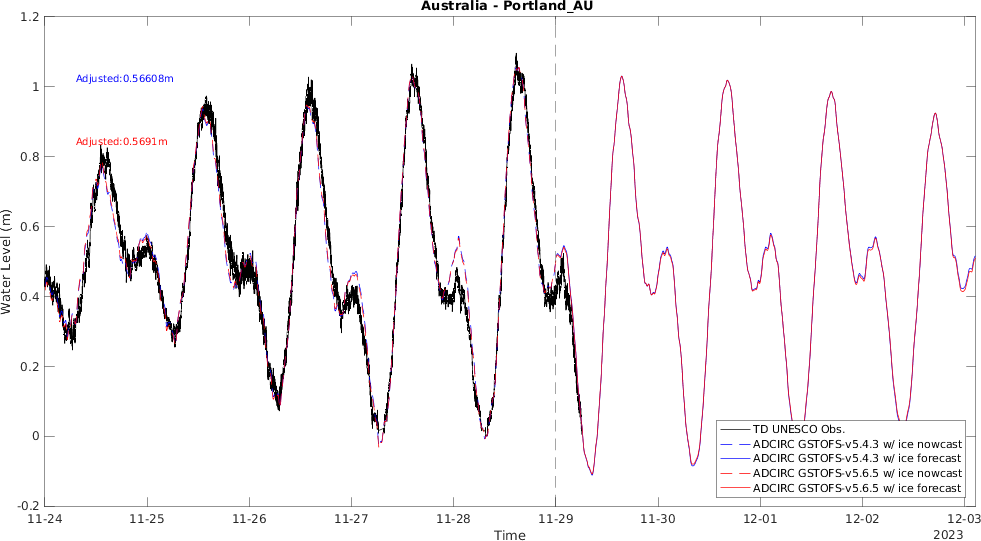 Australia - Portland_AU
1.2
1
0.8
0.6
0.4
0.2
0
-0.2
Water Level (m)
Adjusted:0.56608m
Adjusted:0.5691m
TD UNESCO Obs.
ADCIRC GSTOFS-v5.4.3 w/ ice nowcast
ADCIRC GSTOFS-v5.4.3 w/ ice forecast
ADCIRC GSTOFS-v5.6.5 w/ ice nowcast
ADCIRC GSTOFS-v5.6.5 w/ ice forecast
11-24 11-25 11-26 11-27 11-28 11-29 11-30 12-01 12-02 12-03
Time
2023